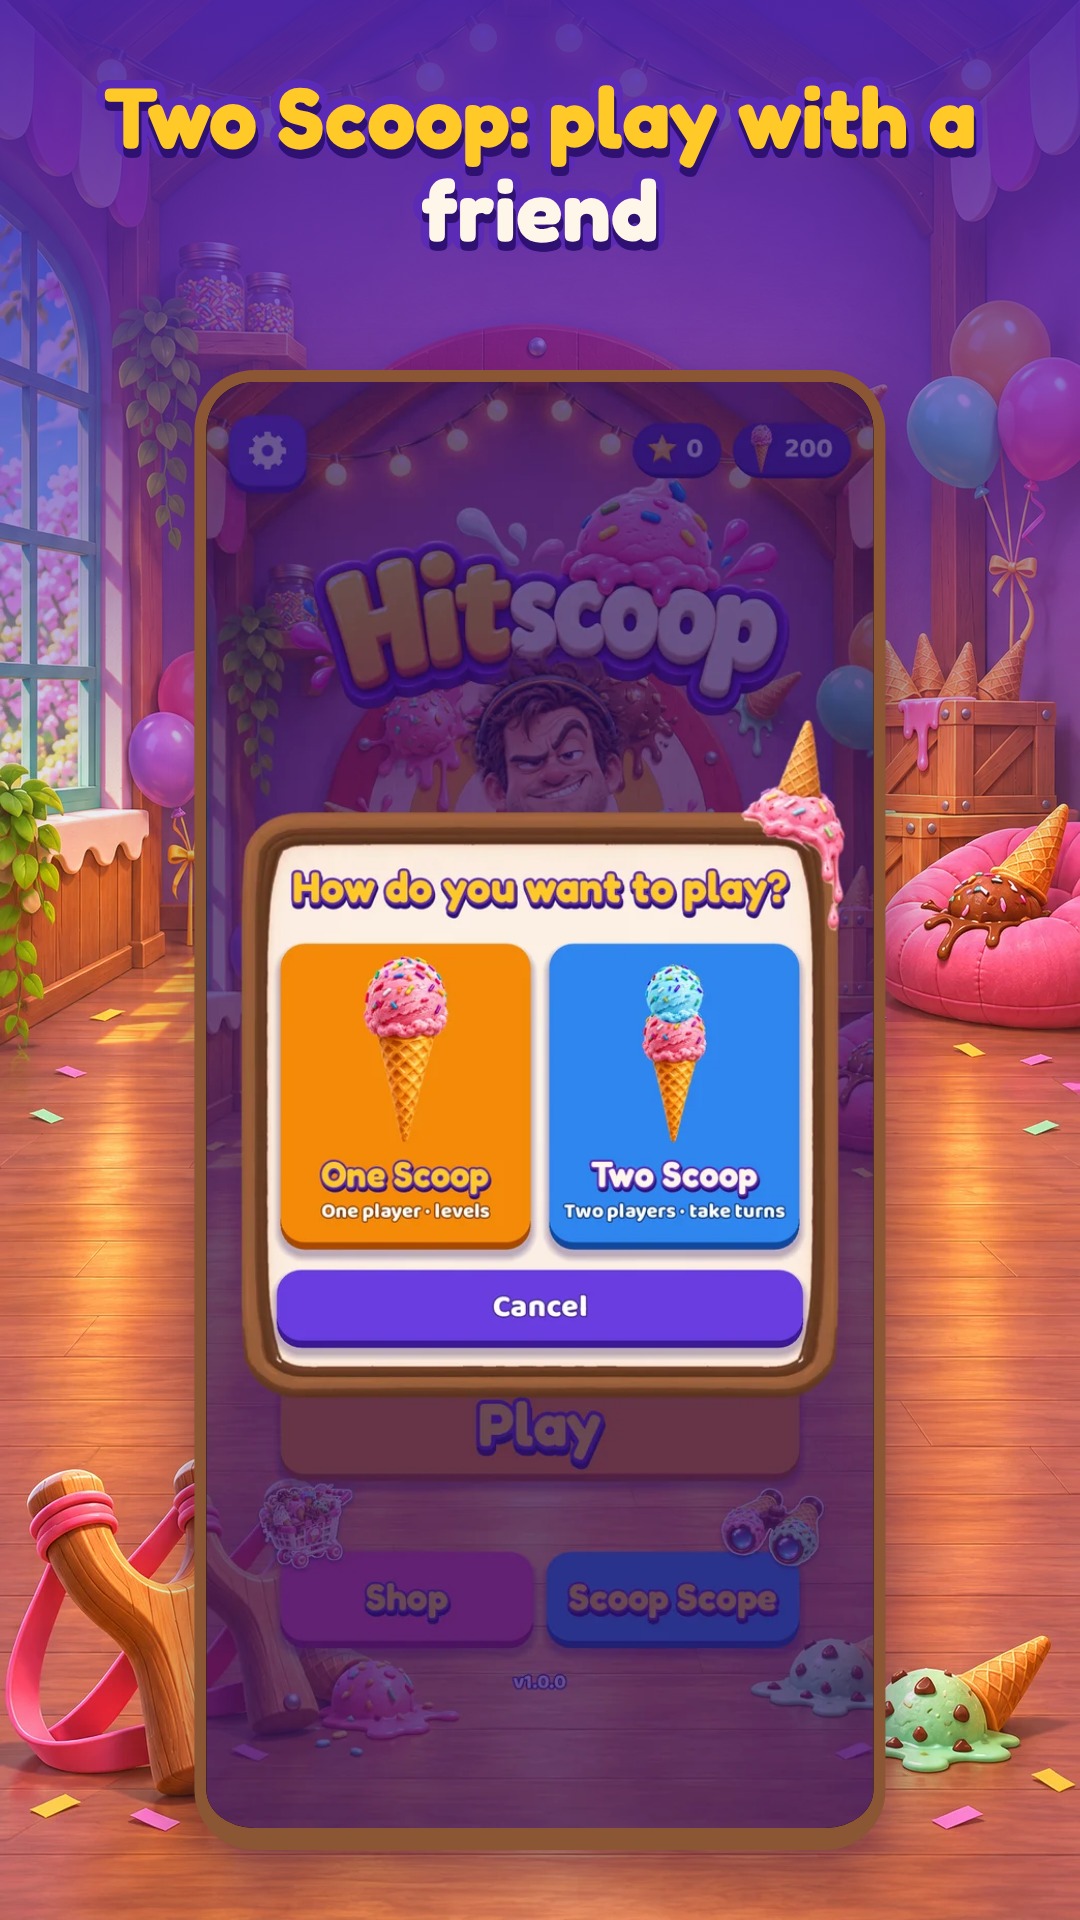 Two Scoop: play with a
friend
0
200
Hitscoop
How do you want to play?
One Scoop
Two Scoop
One player · levels
Two players · take turns
Cancel
Play
Shop
Scoop Scope
v1.0.0